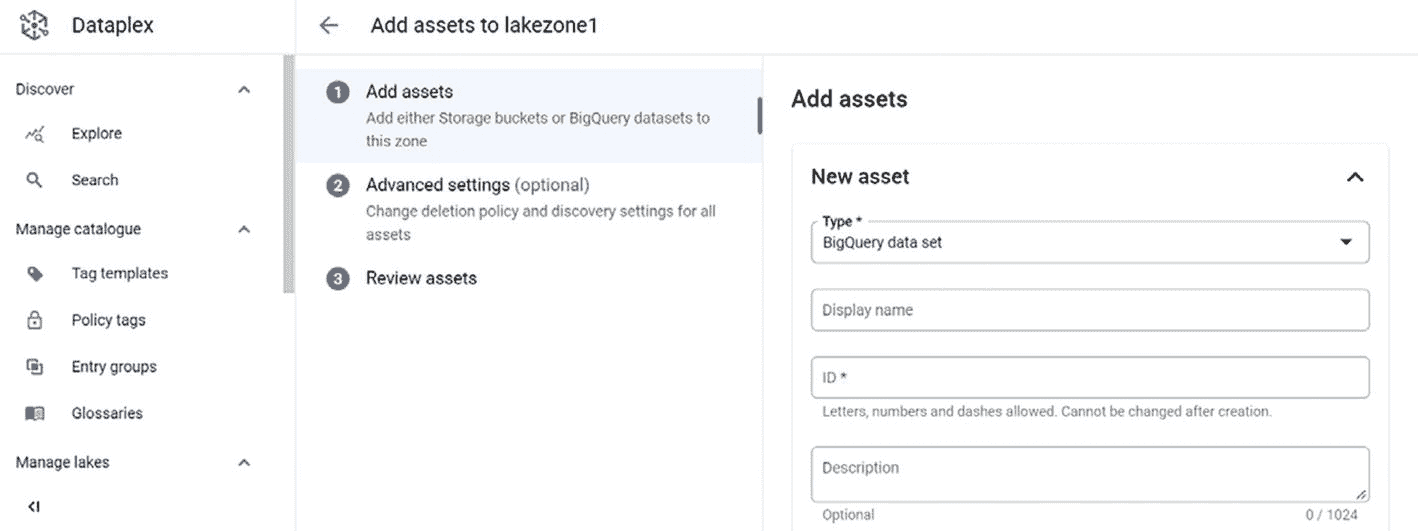 Dataplex
Discover
Explore
Search
Manage catalogue
Tag templates
Policy tags
Entry groups
Glossaries
Manage lakes
Add assets to lakezone1
1 Add assets
Add either Storage buckets or BigQuery datasets to
this zone
2 Advanced settings (optional)
Change deletion policy and discovery settings for all
assets
3 Review assets
Add assets
New asset
Type *
BigQuery data set
Display name
ID *
Letters, numbers and dashes allowed. Cannot be changed after creation.
Description
Optional 0 / 1024